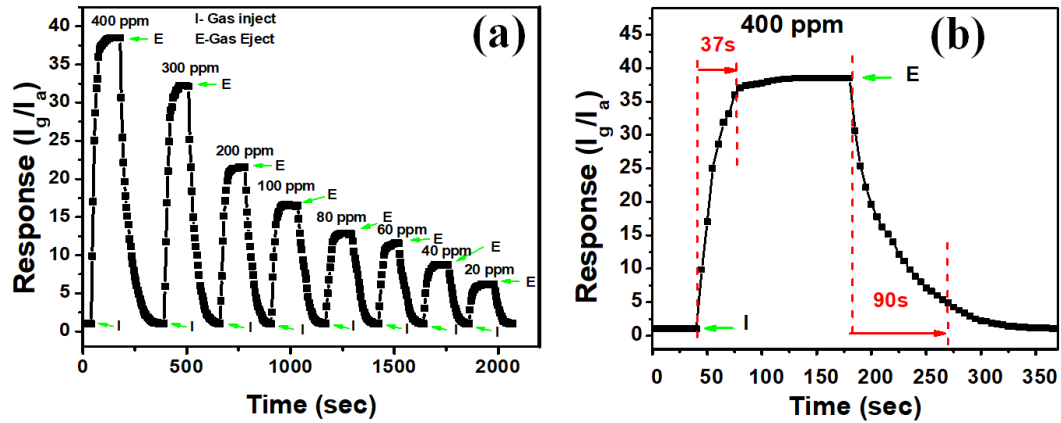 400 ppm
I- Gas inject
E-Gas Eject
(a)
E
300 ppm
E
200 ppm
E
100 ppm
E
80 ppm
E
60 ppm
E
40 ppm
E
20 ppm
E
I
I
I
I
I
I
I
I
40
35
30
25
20
15
10
5
0
Response (Ig/Ia)
0
500
1000
1500
2000
Time (sec)
400 ppm
(b)
37s
E
I
90s
45
40
35
30
25
20
15
10
5
0
Response (Ig/Ia)
0
50
100
150
200
250
300
350
Time (sec)